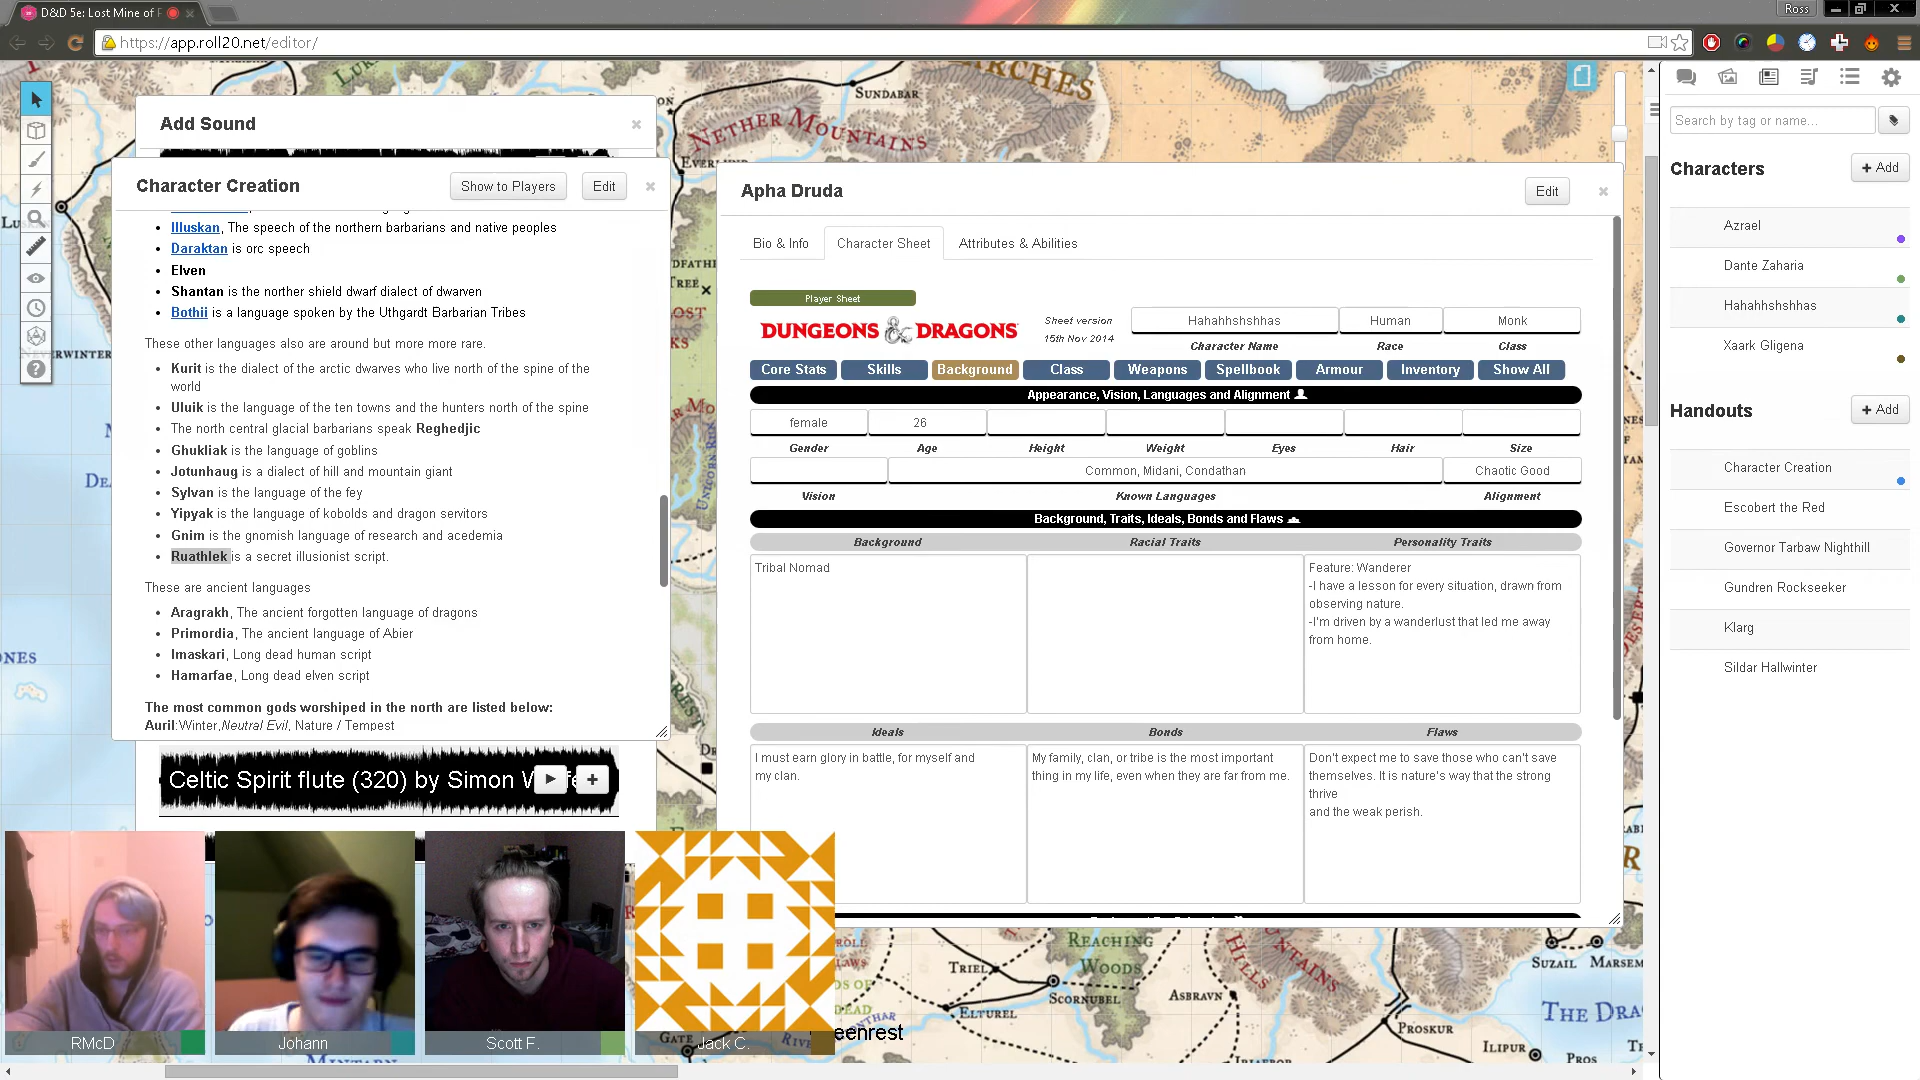 D&D 5e: Lost Mine of P
Ross
https://app.roll20.net/editor/
SUNDABAR
ARCHES
NETHER MOUNTAINS
EVERLUND
Add Sound
Character Creation
Show to Players
Edit
Illuskan, The speech of the northern barbarians and native peoples
Daraktan is orc speech
Elven
Shantan is the norther shield dwarf dialect of dwarven
Bothii is a language spoken by the Uthgardt Barbarian Tribes
These other languages also are around but more more rare.
Kurit is the dialect of the arctic dwarves who live north of the spine of the
world
Uluik is the language of the ten towns and the hunters north of the spine
The north central glacial barbarians speak Reghedjic
Ghukliak is the language of goblins
Jotunhaug is a dialect of hill and mountain giant
Sylvan is the language of the fey
Yipyak is the language of kobolds and dragon servitors
Gnim is the gnomish language of research and acedemia
Ruathlek is a secret illusionist script.
These are ancient languages
Aragrakh, The ancient forgotten language of dragons
Primordia, The ancient language of Abier
Imaskari, Long dead human script
Hamarfae, Long dead elven script
The most common gods worshiped in the north are listed below:
Auril:Winter,Neutral Evil, Nature / Tempest
Celtic Spirit flute (320) by Simon W
Apha Druda
Edit
Bio & Info
Character Sheet
Attributes & Abilities
Player Sheet
DUNGEONS & DRAGONS
Sheet version
15th Nov 2014
Hahahhshshhas
Human
Monk
Character Name
Race
Class
Core Stats
Skills
Background
Class
Weapons
Spellbook
Armour
Inventory
Show All
Appearance, Vision, Languages and Alignment
female
26
Gender
Age
Height
Weight
Eyes
Hair
Size
Common, Midani, Condathan
Chaotic Good
Vision
Known Languages
Alignment
Background, Traits, Ideals, Bonds and Flaws
Background
Racial Traits
Personality Traits
Tribal Nomad
Feature: Wanderer
-I have a lesson for every situation, drawn from
observing nature.
-I'm driven by a wanderlust that led me away
from home.
Ideals
Bonds
Flaws
I must earn glory in battle, for myself and
my clan.
My family, clan, or tribe is the most important
thing in my life, even when they are far from me.
Don't expect me to save those who can't save
themselves. It is nature's way that the strong
thrive
and the weak perish.
Search by tag or name...
Characters
Add
Azrael
Dante Zaharia
Hahahhshshhas
Xaark Gligena
Handouts
Add
Character Creation
Escobert the Red
Governor Tarbaw Nighthill
Gundren Rockseeker
Klarg
Sildar Hallwinter
RMcD
Johann
Scott F.
Jack C.
eenrest
TRIEL
ELTUREL
REACHING
WOODS
SCORNUBEL
ASBRAVN
PROSKUR
SUZAIL
MARSEM
THE DRA
ILIPUR
PROS